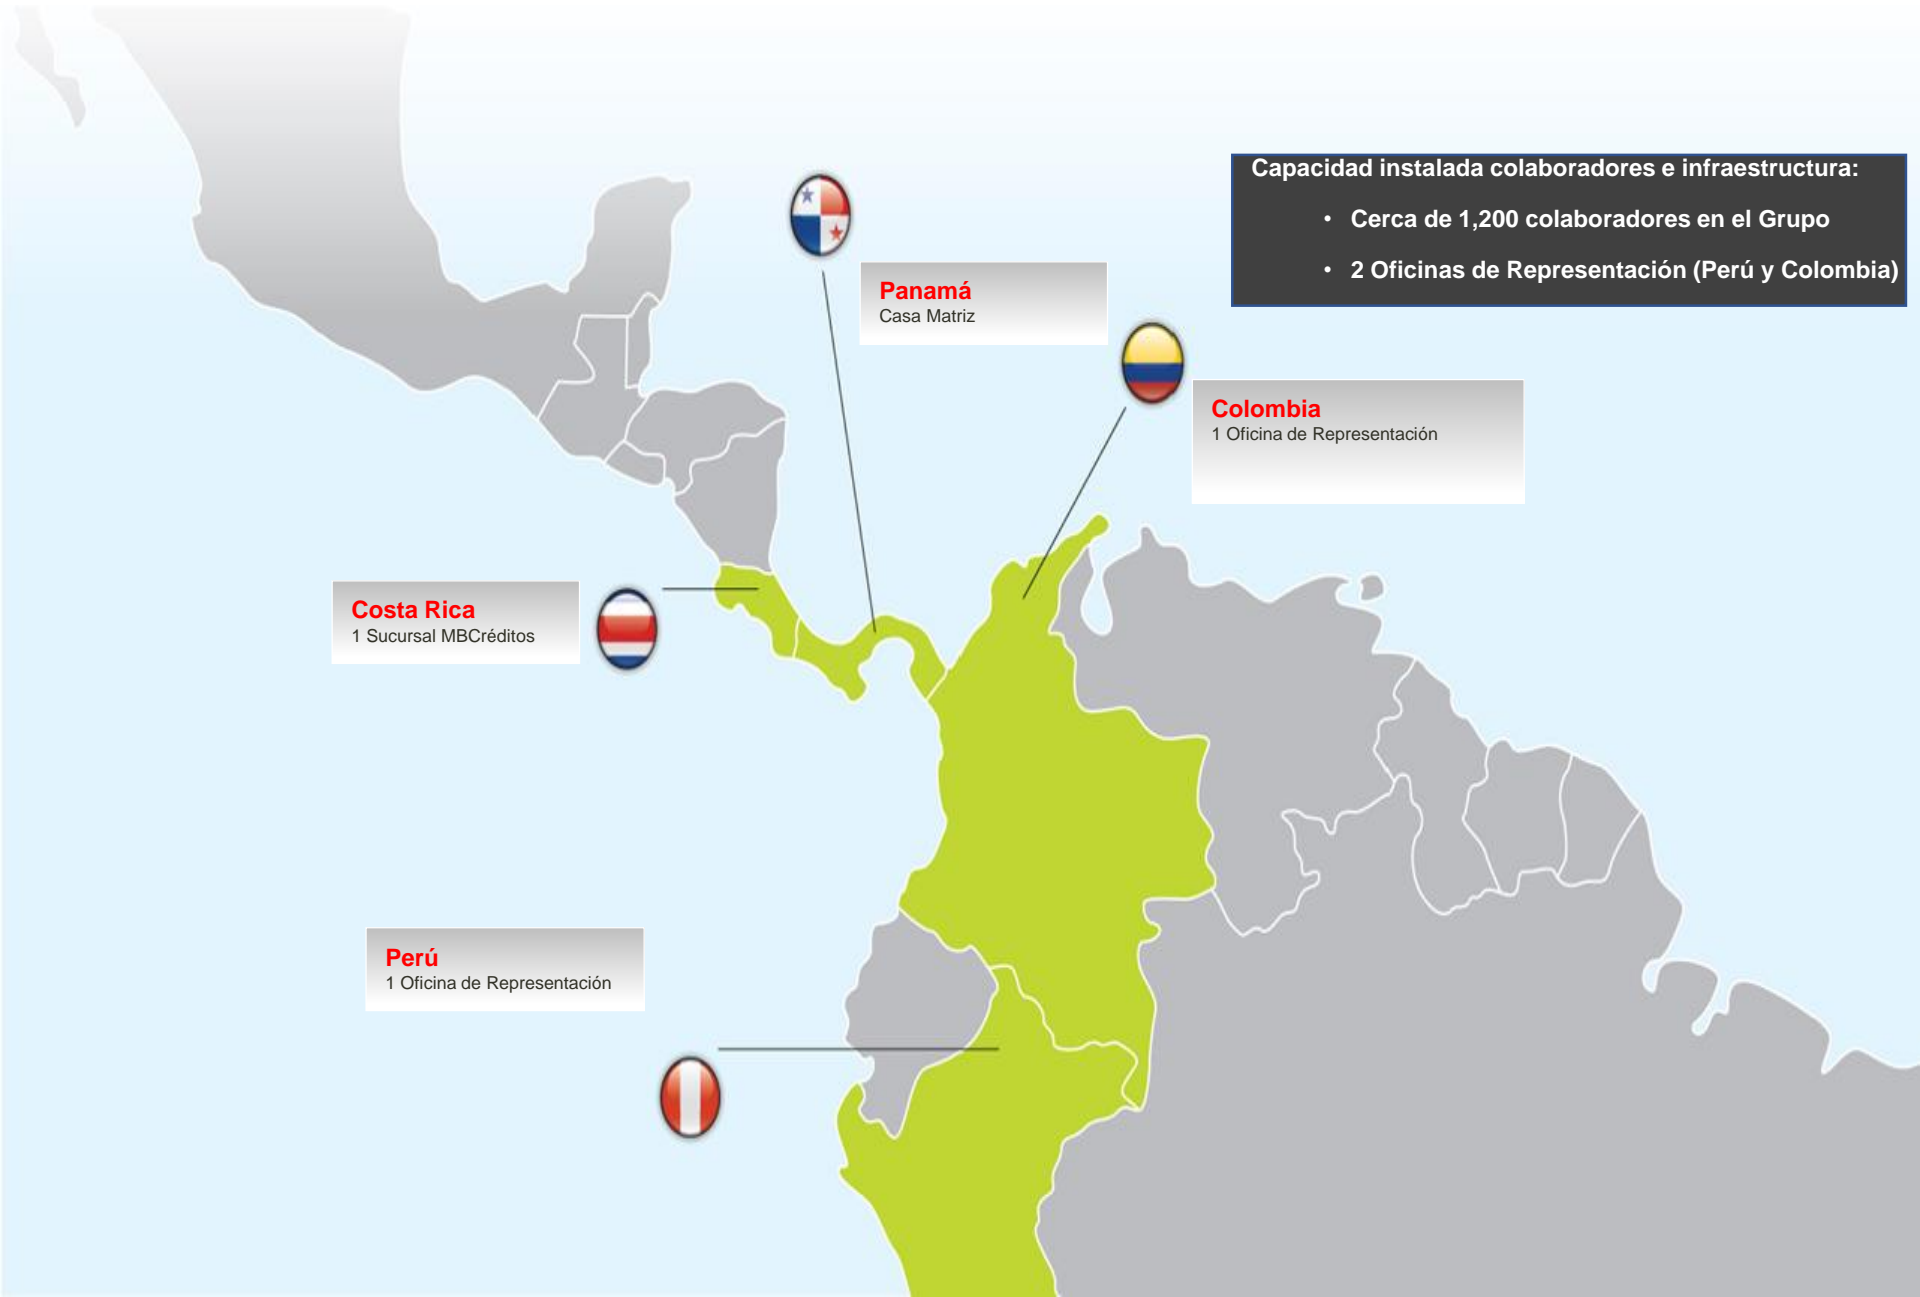 Capacidad instalada colaboradores e infraestructura:
• Cerca de 1,200 colaboradores en el Grupo
• 2 Oficinas de Representación (Perú y Colombia)
Panamá
Casa Matriz
Colombia
1 Oficina de Representación
Costa Rica
1 Sucursal MBCréditos
Perú
1 Oficina de Representación